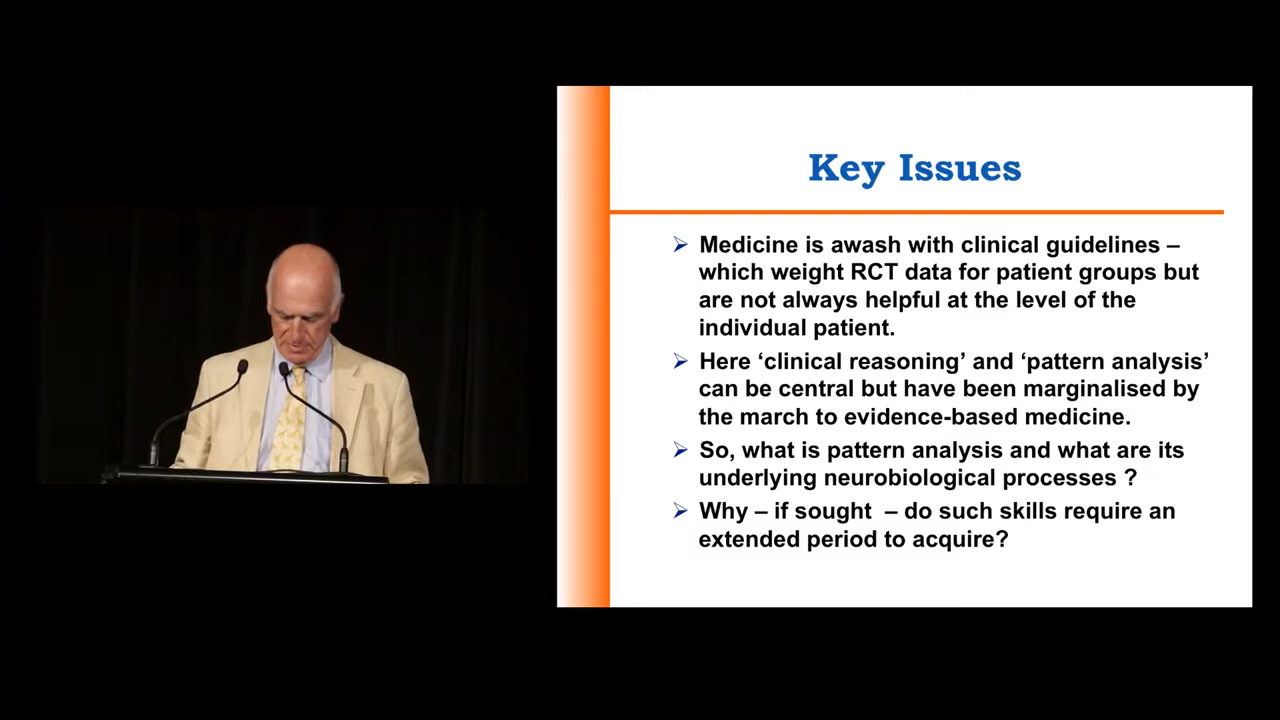 Key Issues
Medicine is awash with clinical guidelines –
which weight RCT data for patient groups but
are not always helpful at the level of the
individual patient.
Here ‘clinical reasoning’ and ‘pattern analysis’
can be central but have been marginalised by
the march to evidence-based medicine.
So, what is pattern analysis and what are its
underlying neurobiological processes ?
Why – if sought – do such skills require an
extended period to acquire?